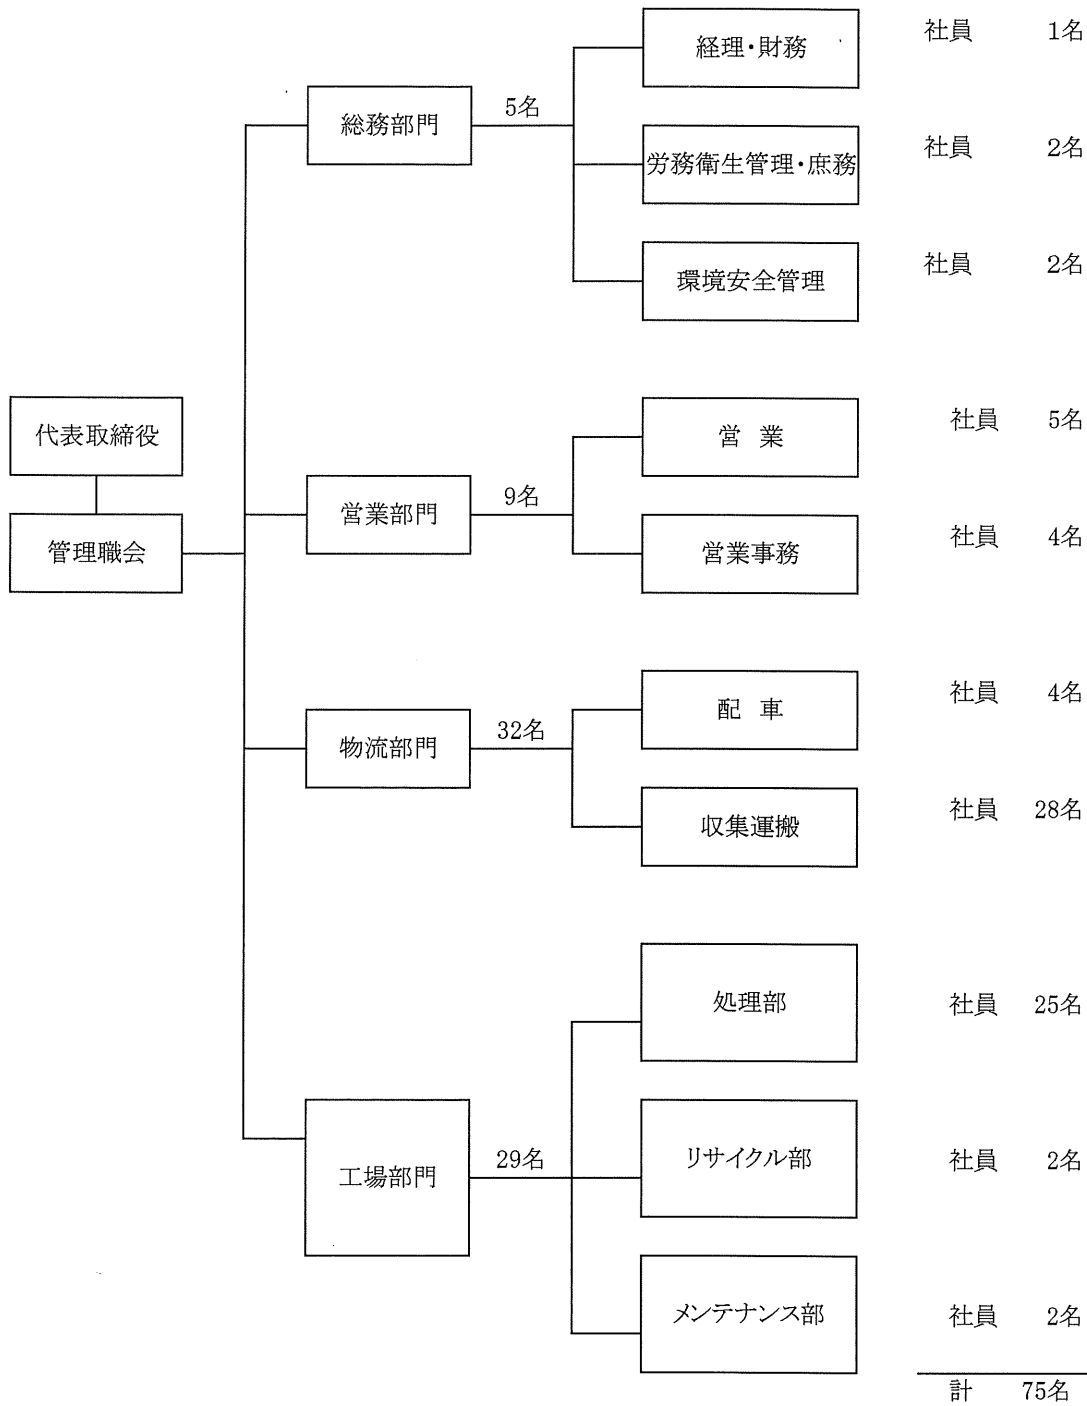 経理・財務 社員 1名
総務部門 5名
労務衛生管理・庶務 社員 2名
環境安全管理 社員 2名
代表取締役
管理職会
営業 社員 5名
営業部門 9名
営業事務 社員 4名
配車 社員 4名
物流部門 32名
収集運搬 社員 28名
処理部 社員 25名
工場部門 29名
リサイクル部 社員 2名
メンテナンス部 社員 2名
計 75名